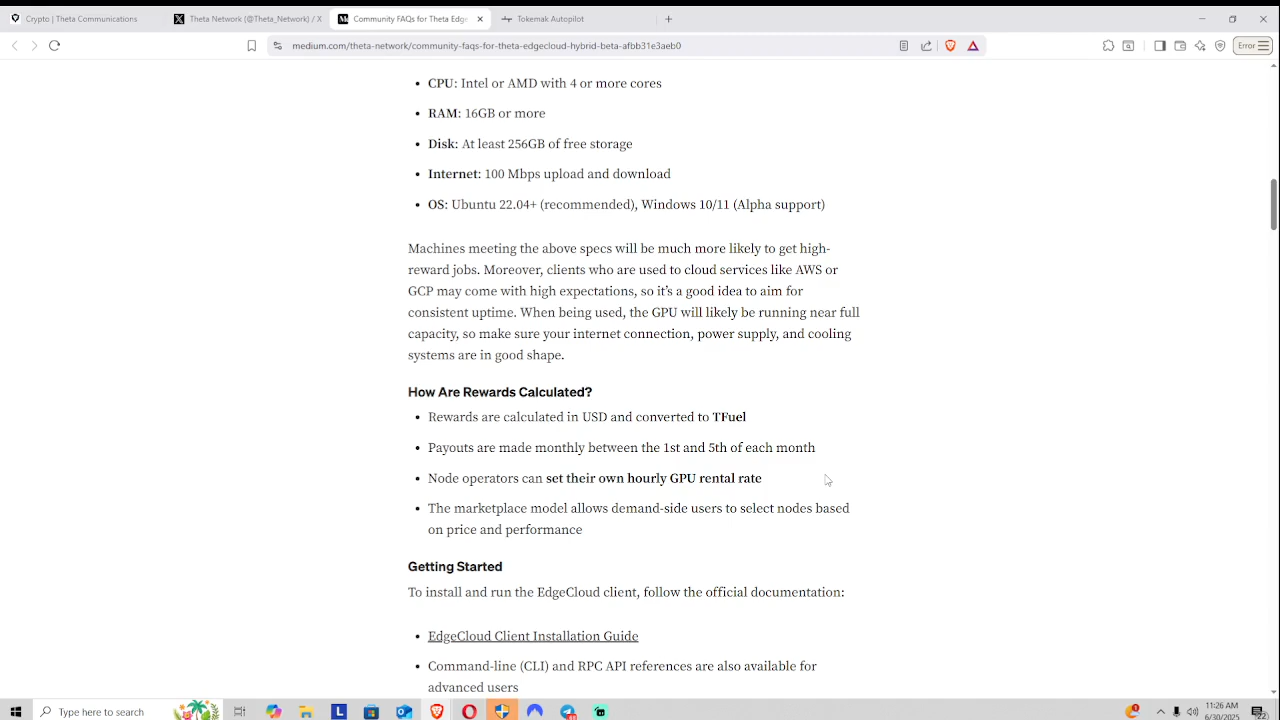 Crypto | Theta Communications
Theta Network (@Theta_Network) / X
Community FAQs for Theta Edge
Tokemak Autopilot
medium.com/theta-network/community-faqs-for-theta-edgecloud-hybrid-beta-afbb31e3aeb0
Error
• CPU: Intel or AMD with 4 or more cores
• RAM: 16GB or more
• Disk: At least 256GB of free storage
• Internet: 100 Mbps upload and download
• OS: Ubuntu 22.04+ (recommended), Windows 10/11 (Alpha support)
Machines meeting the above specs will be much more likely to get high-
reward jobs. Moreover, clients who are used to cloud services like AWS or
GCP may come with high expectations, so it’s a good idea to aim for
consistent uptime. When being used, the GPU will likely be running near full
capacity, so make sure your internet connection, power supply, and cooling
systems are in good shape.
How Are Rewards Calculated?
• Rewards are calculated in USD and converted to TFuel
• Payouts are made monthly between the 1st and 5th of each month
• Node operators can set their own hourly GPU rental rate
• The marketplace model allows demand-side users to select nodes based
on price and performance
Getting Started
To install and run the EdgeCloud client, follow the official documentation:
• EdgeCloud Client Installation Guide
• Command-line (CLI) and RPC API references are also available for
advanced users
Type here to search
L
11:26 AM
6/30/2025